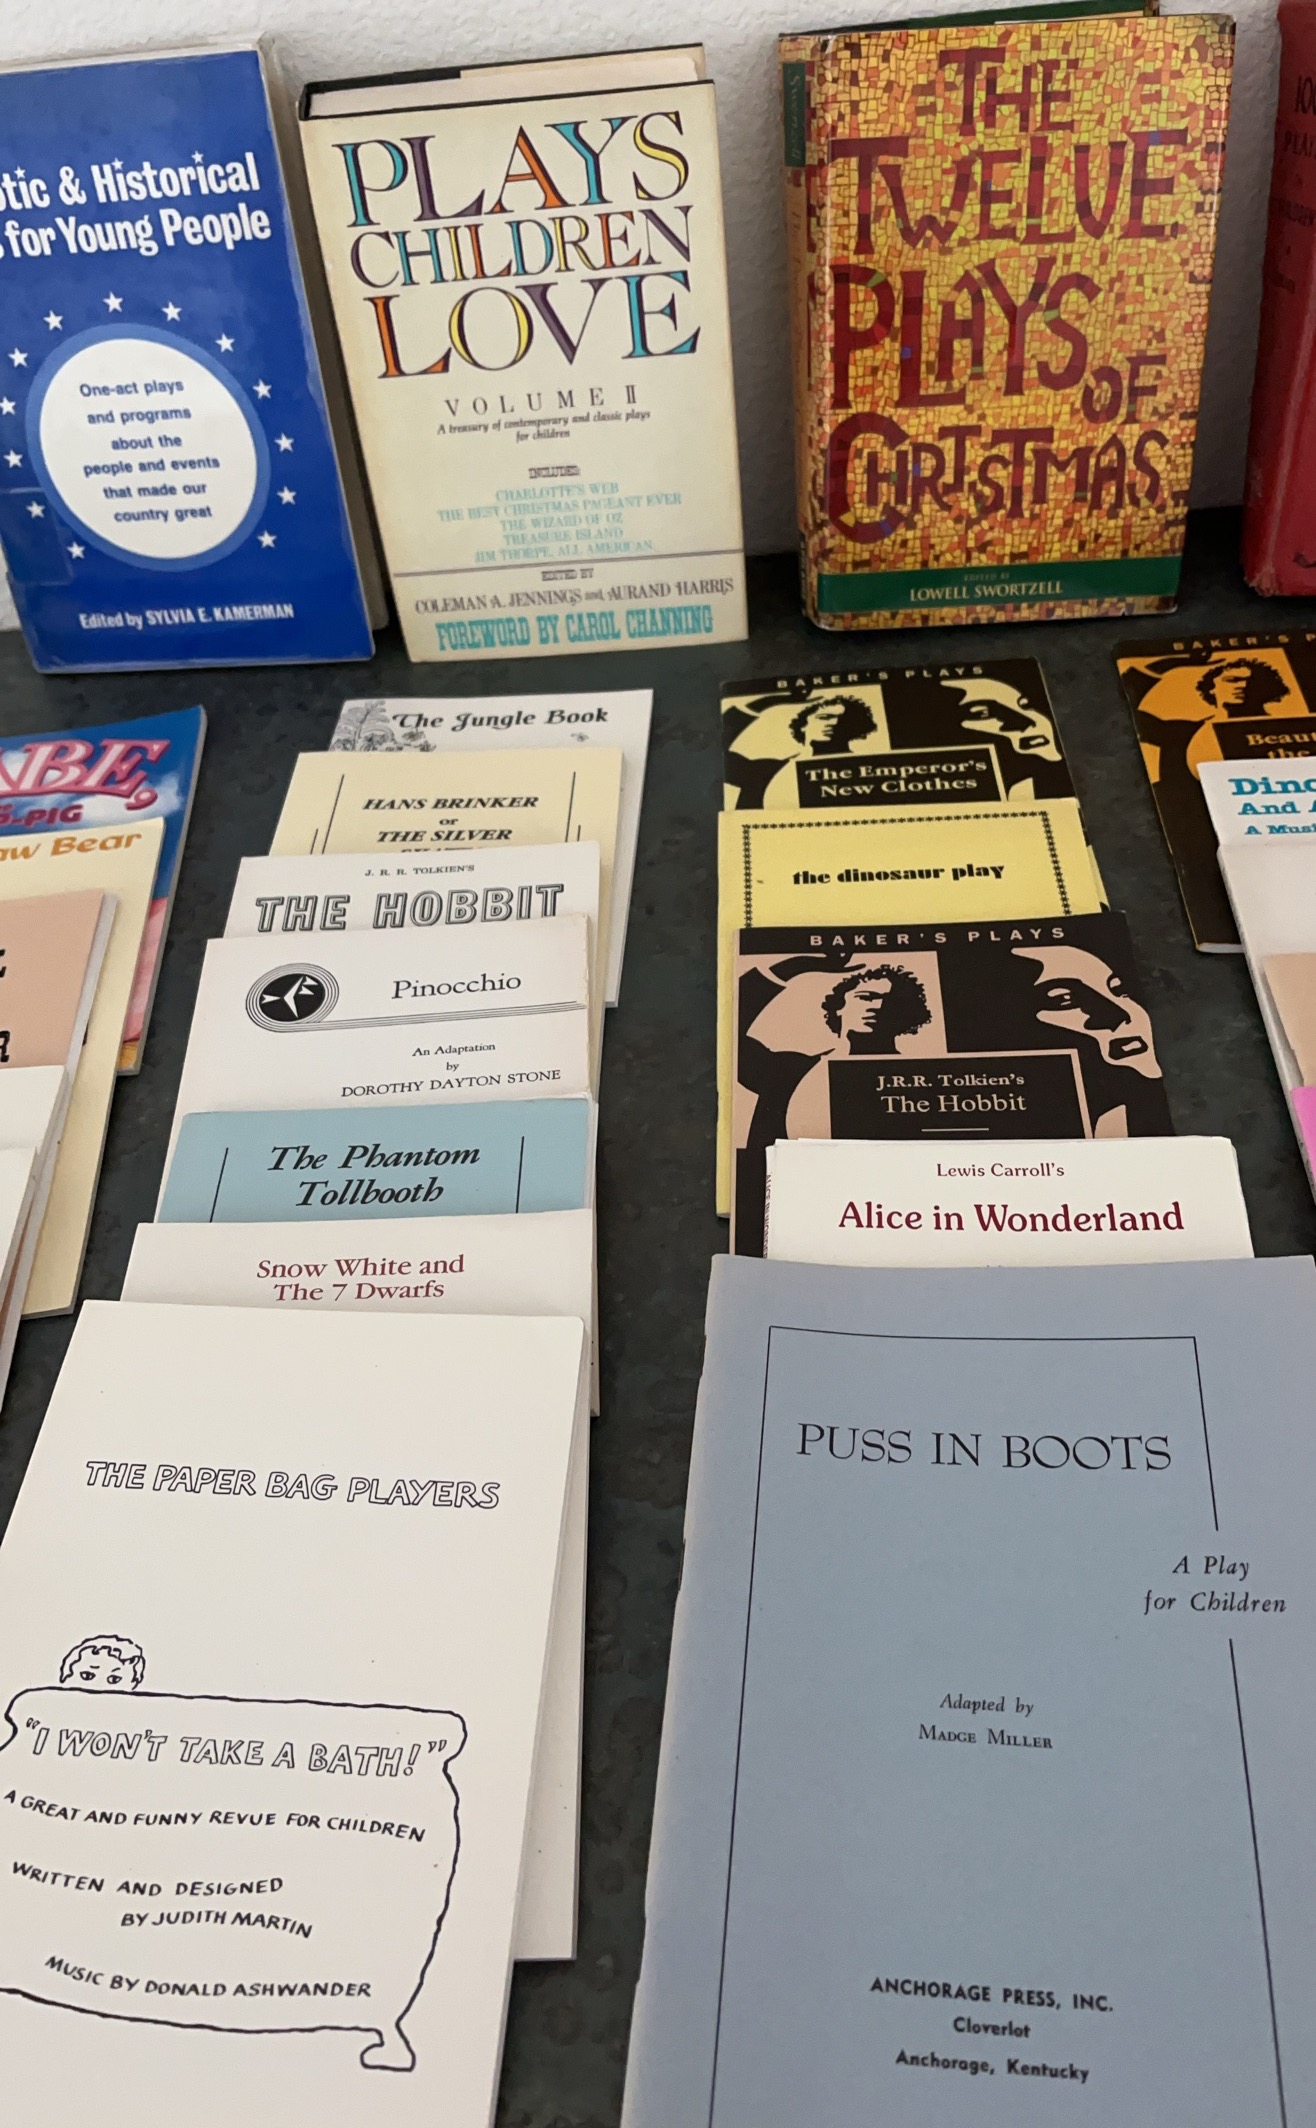 & Historical
for Young People
One-act plays
and programs
about the
people and events
that made our
country great
Edited by SYLVIA E. KAMERMAN
PLAYS
CHILDREN
LOVE
VOLUME II
A treasury of contemporary and classic plays
for children
INCLUDED:
CHARLOTTE'S WEB
THE BEST CHRISTMAS PAGEANT EVER
THE WIZARD OF OZ
TREASURE ISLAND
JIM THORPE, ALL AMERICAN
EDITED BY
COLEMAN A. JENNINGS and AURAND HARRIS
FOREWORD BY CAROL CHANNING
THE
TWELVE
PLAYS
OF
CHRISTMAS
EDITED BY
LOWELL SWORTZELL
Bear
The Jungle Book
HANS BRINKER
or
THE SILVER
J. R. R. TOLKIEN'S
THE HOBBIT
Pinocchio
An Adaptation
by
DOROTHY DAYTON STONE
The Phantom
Tollbooth
Snow White and
The 7 Dwarfs
THE PAPER BAG PLAYERS
"I WON'T TAKE A BATH!"
A GREAT AND FUNNY REVUE FOR CHILDREN
WRITTEN AND DESIGNED
BY JUDITH MARTIN
MUSIC BY DONALD ASHWANDER
BAKER'S PLAYS
The Emperor's
New Clothes
the dinosaur play
BAKER'S PLAYS
J.R.R. Tolkien's
The Hobbit
Lewis Carroll's
Alice in Wonderland
PUSS IN BOOTS
A Play
for Children
Adapted by
MADGE MILLER
ANCHORAGE PRESS, INC.
Cloverlot
Anchorage, Kentucky
BAKER'S
the
And
A